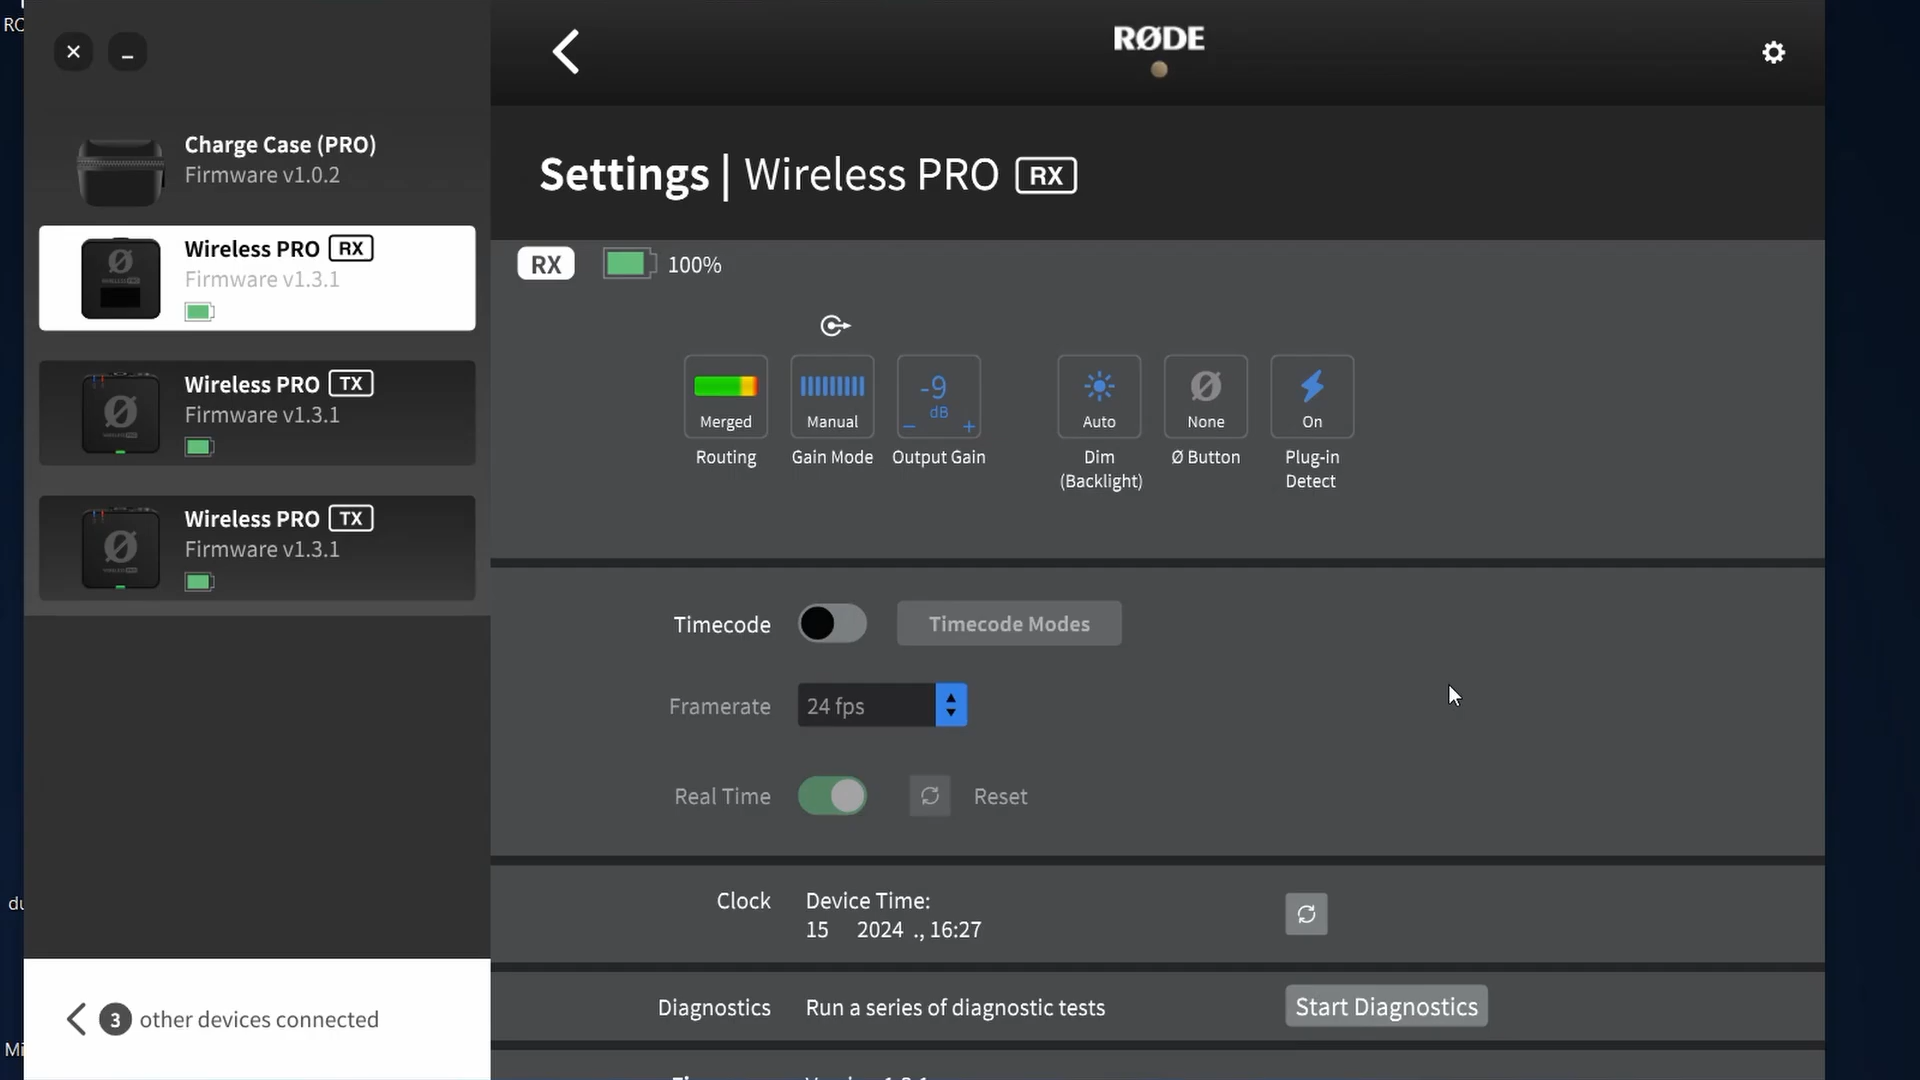 RØDE
Charge Case (PRO)
Firmware v1.0.2
Wireless PRO RX
Firmware v1.3.1
Wireless PRO TX
Firmware v1.3.1
Wireless PRO TX
Firmware v1.3.1
3 other devices connected
Settings | Wireless PRO RX
RX 100%
Merged
Routing
Manual
Gain Mode
-9
dB
− +
Output Gain
Auto
Dim
(Backlight)
None
Ø Button
On
Plug-in
Detect
Timecode
Timecode Modes
Framerate 24 fps
Real Time Reset
Clock Device Time:
15 2024 ., 16:27
Diagnostics Run a series of diagnostic tests Start Diagnostics